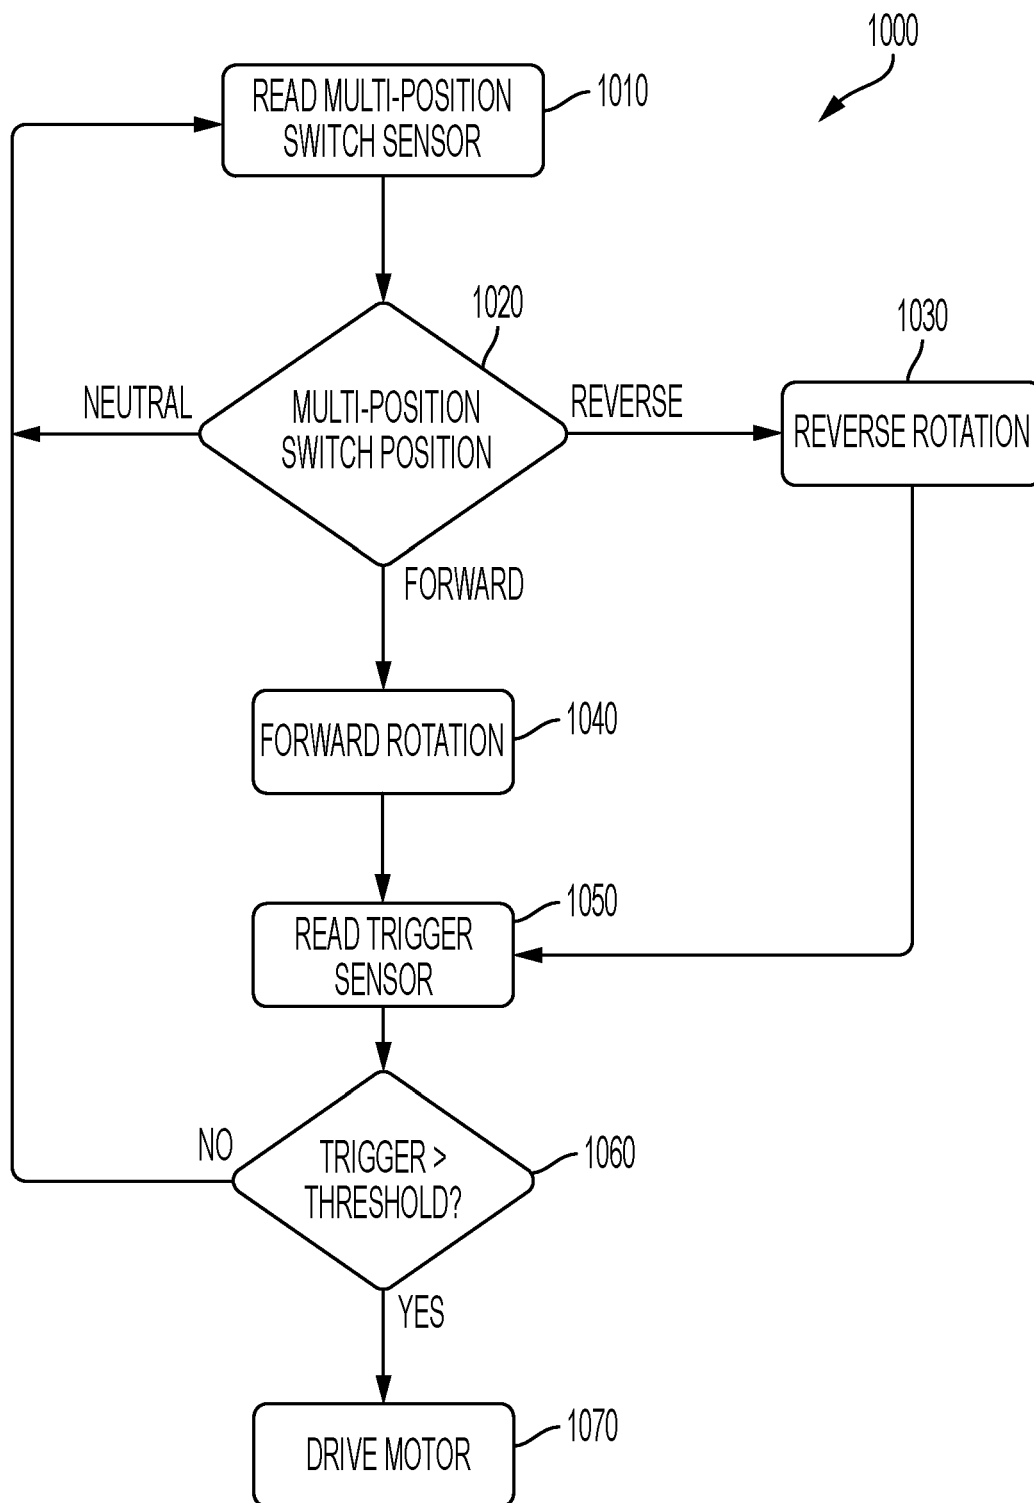 1000
READ MULTI-POSITION
SWITCH SENSOR
1010
1020
MULTI-POSITION
SWITCH POSITION
NEUTRAL
REVERSE
1030
REVERSE ROTATION
FORWARD
FORWARD ROTATION
1040
READ TRIGGER
SENSOR
1050
TRIGGER >
THRESHOLD?
1060
NO
YES
DRIVE MOTOR
1070